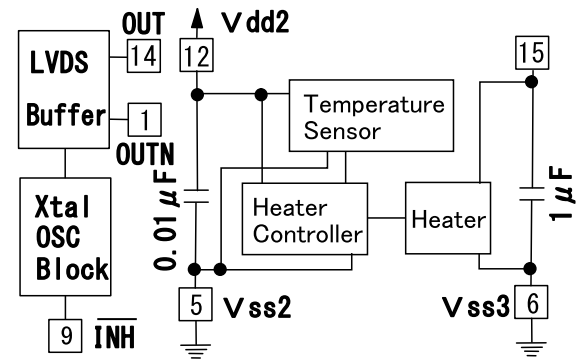 OUT
14
LVDS
Buffer
1
OUTN
Xtal
OSC
Block
9
INH
Vdd2
12
Temperature
Sensor
0.01μF
Heater
Controller
Heater
5
Vss2
15
1μF
Vss3
6